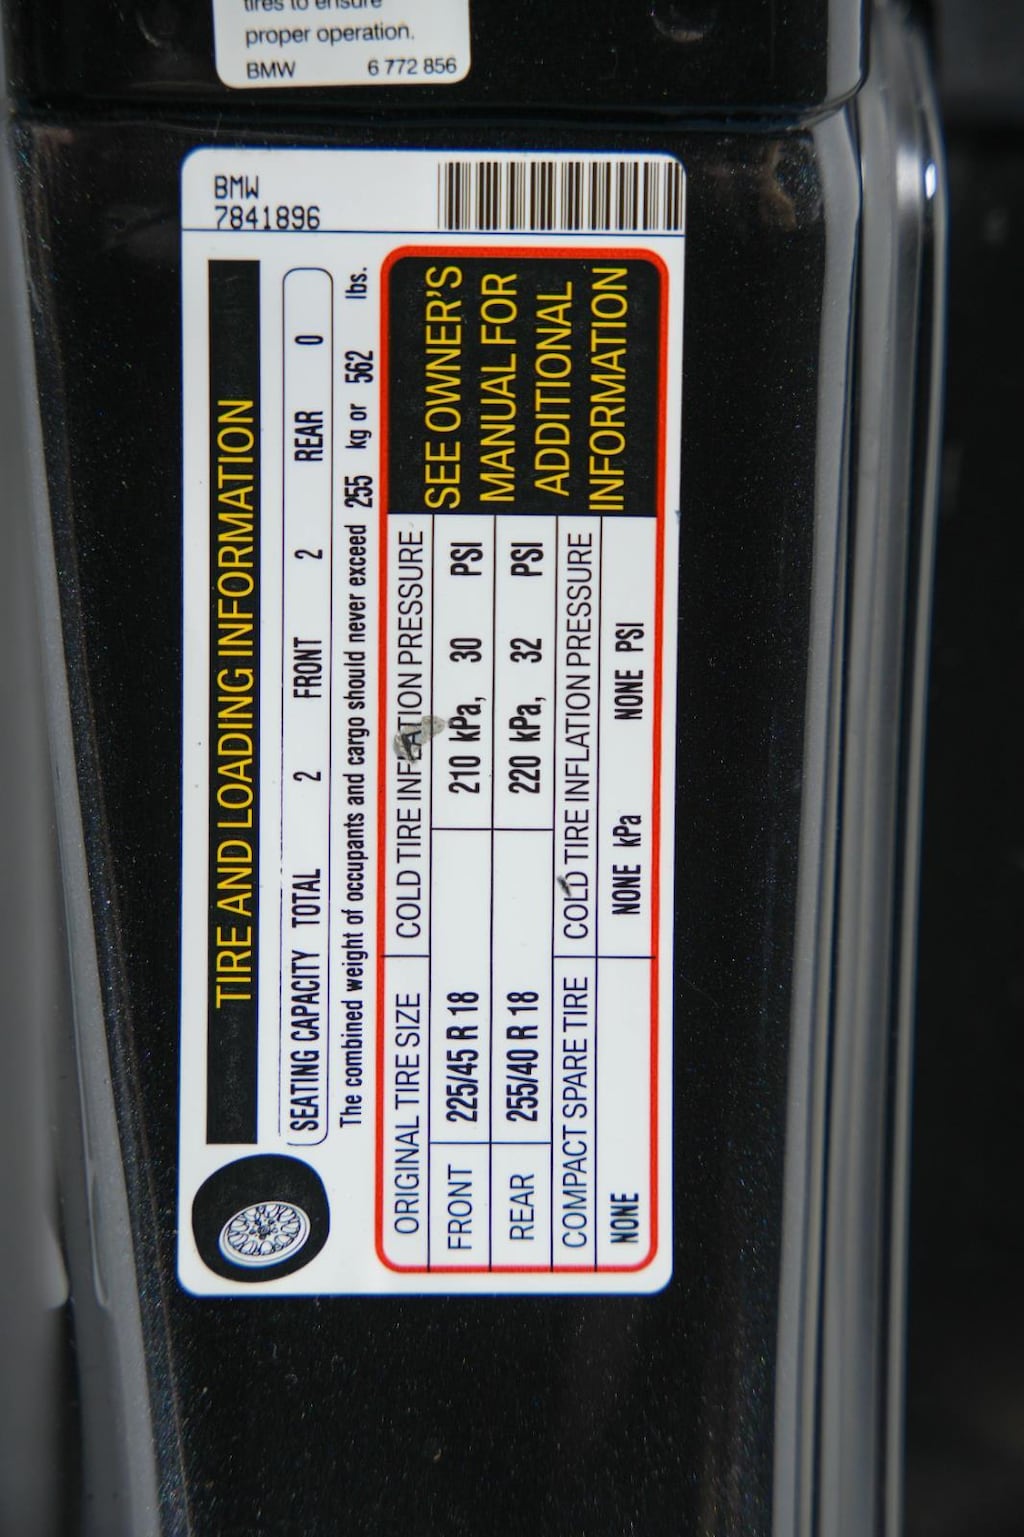 tires to ensure
proper operation.
BMW 6 772 856
BMW
7841896
TIRE AND LOADING INFORMATION
SEATING CAPACITY TOTAL 2 FRONT 2 REAR 0
The combined weight of occupants and cargo should never exceed 255 kg or 562 lbs.
ORIGINAL TIRE SIZE COLD TIRE INFLATION PRESSURE
FRONT 225/45 R 18 210 kPa, 30 PSI
REAR 255/40 R 18 220 kPa, 32 PSI
COMPACT SPARE TIRE COLD TIRE INFLATION PRESSURE
NONE NONE kPa NONE PSI
SEE OWNER'S
MANUAL FOR
ADDITIONAL
INFORMATION